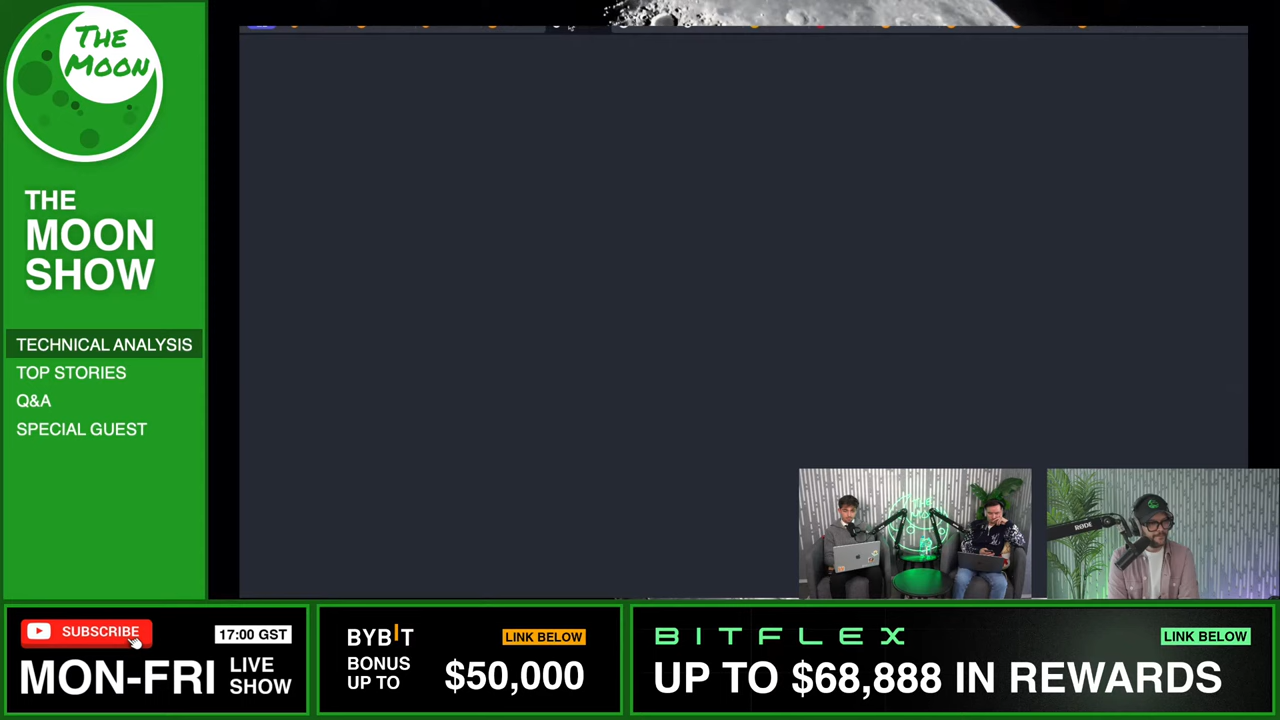 THE
MOON
THE
MOON
SHOW
TECHNICAL ANALYSIS
TOP STORIES
Q&A
SPECIAL GUEST
SUBSCRIBE
17:00 GST
MON-FRI
LIVE
SHOW
BYBIT
LINK BELOW
BONUS
UP TO
$50,000
BITFLEX
LINK BELOW
UP TO $68,888 IN REWARDS
RØDE